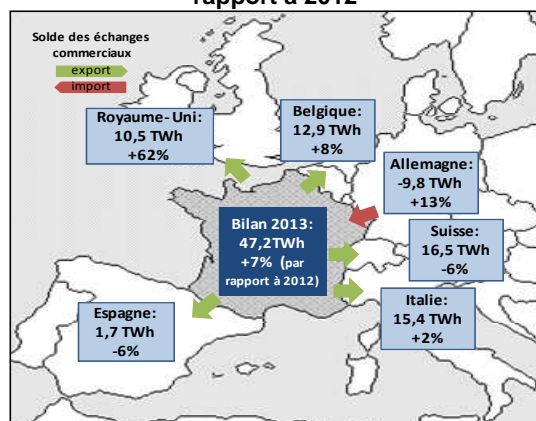 rapport à 2012
Solde des échanges
commerciaux
export
import
Royaume- Uni:
10,5 TWh
+62%
Belgique:
12,9 TWh
+8%
Allemagne:
-9,8 TWh
+13%
Bilan 2013:
47,2TWh
+7% (par
rapport à 2012)
Suisse:
16,5 TWh
-6%
Espagne:
1,7 TWh
-6%
Italie:
15,4 TWh
+2%